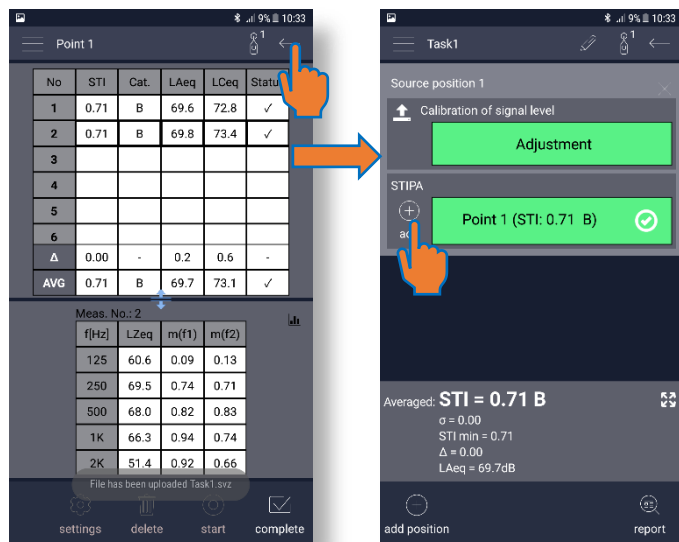 9% 10:33
Point 1
1
No STI Cat. LAeq LCeq Statu
1 0.71 B 69.6 72.8 ✓
2 0.71 B 69.8 73.4 ✓
3
4
5
6
Δ 0.00 - 0.2 0.6 -
AVG 0.71 B 69.7 73.1 ✓
Meas. No.: 2
f[Hz] LZeq m(f1) m(f2)
125 60.6 0.09 0.13
250 69.5 0.74 0.71
500 68.0 0.82 0.83
1K 66.3 0.94 0.74
2K 51.4 0.92 0.66
File has been uploaded Task1.svz
settings delete start complete
9% 10:33
Task1
1
Source position 1
Calibration of signal level
Adjustment
STIPA
Point 1 (STI: 0.71 B)
Averaged: STI = 0.71 B
σ = 0.00
STI min = 0.71
Δ = 0.00
LAeq = 69.7dB
add position
report